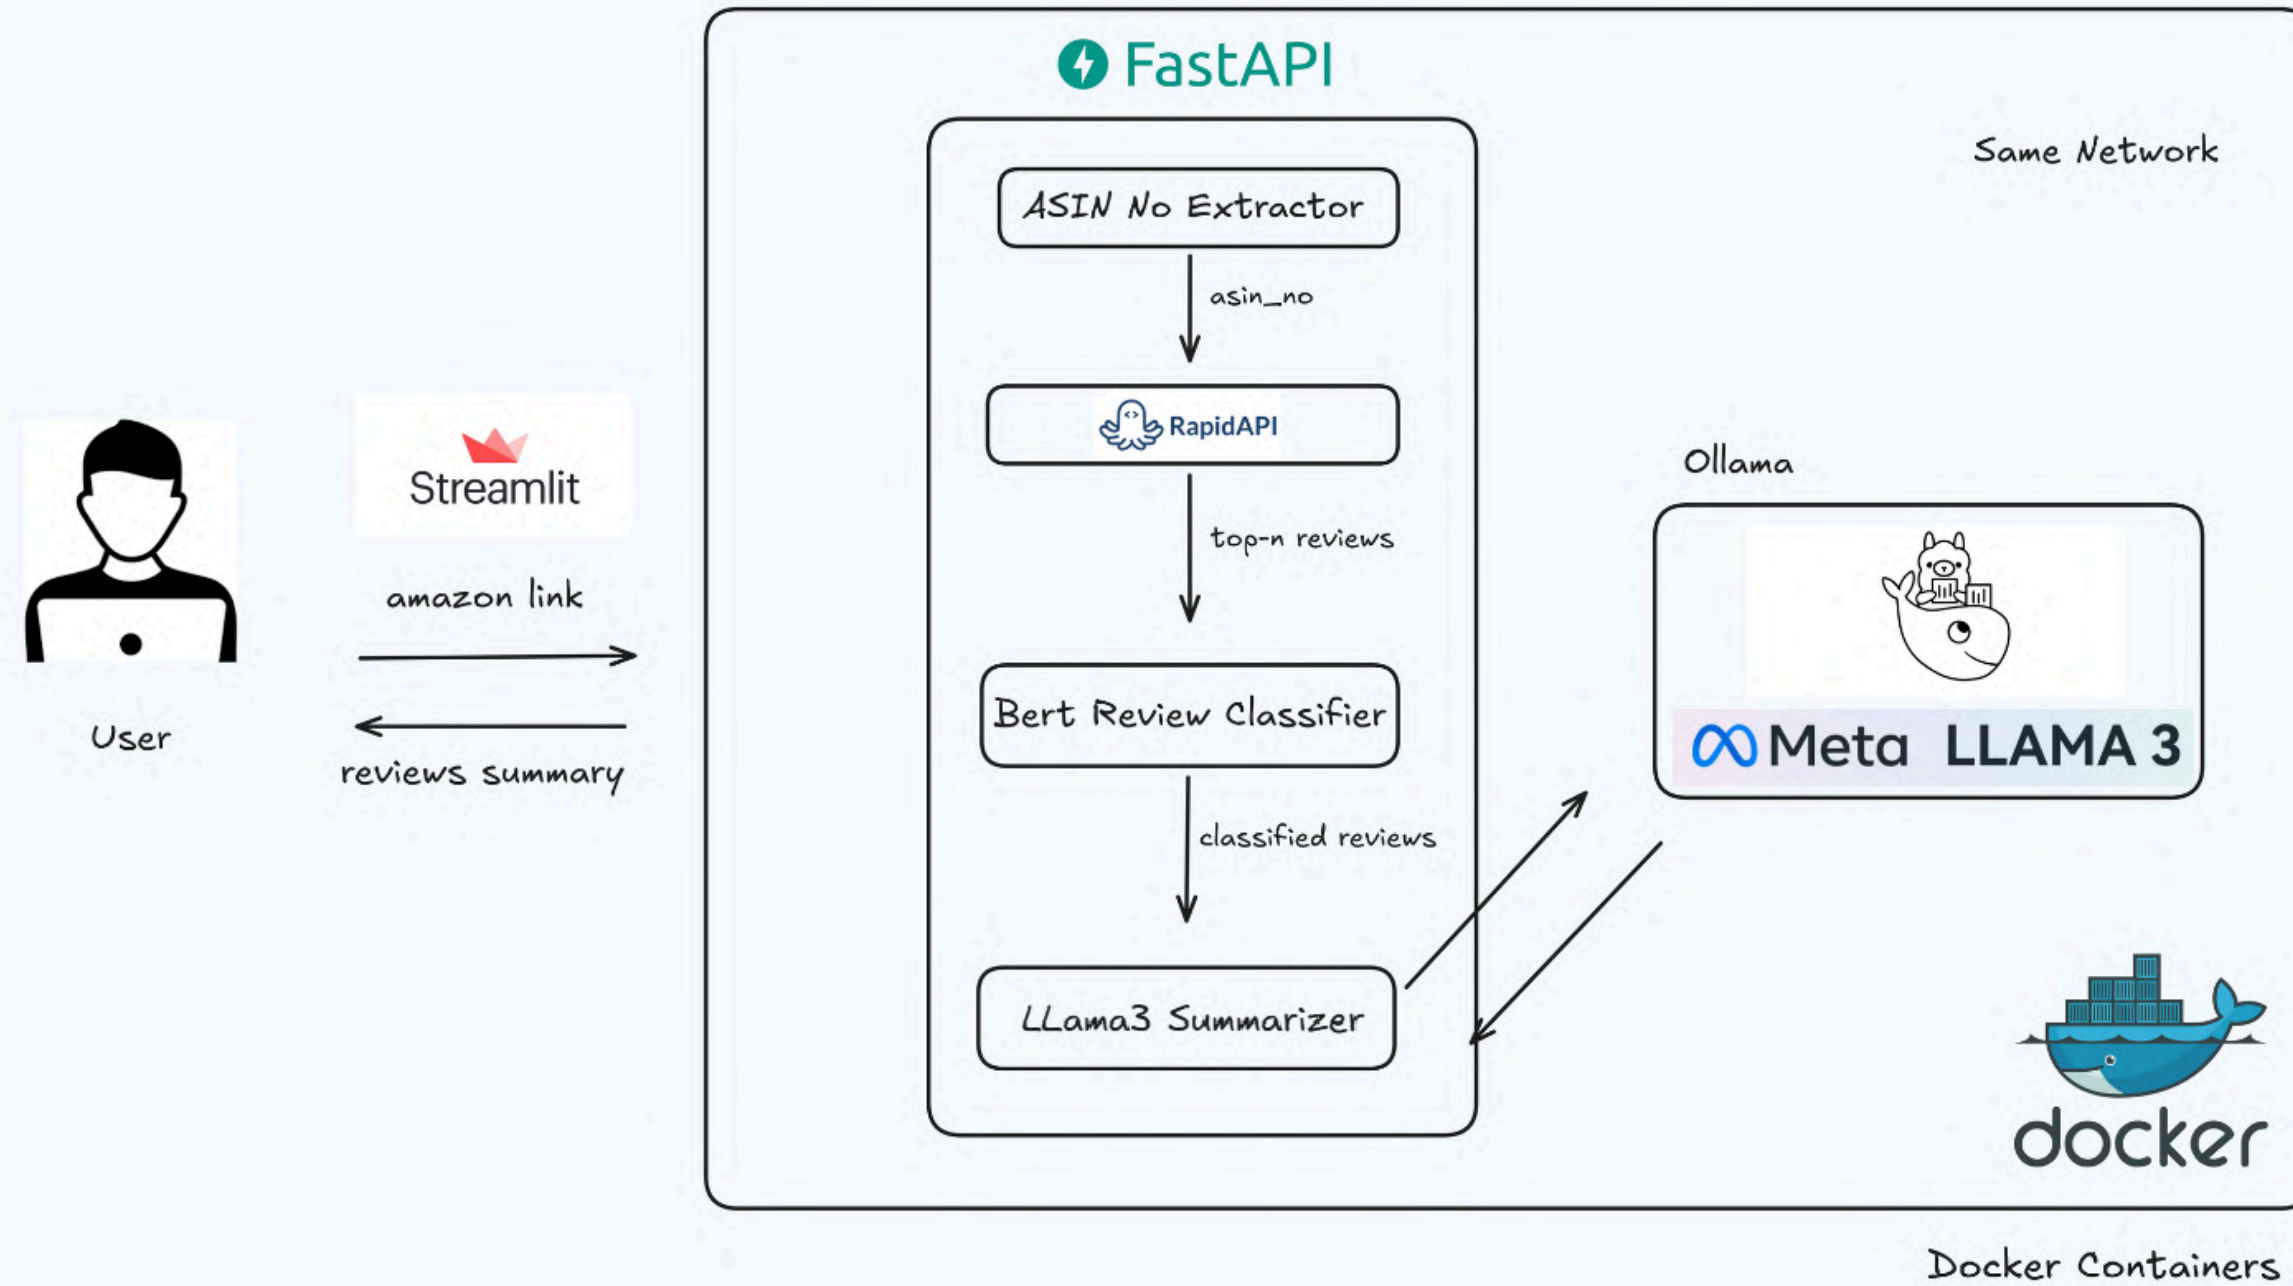 FastAPI
Same Network
ASIN No Extractor
asin_no
RapidAPI
top-n reviews
Streamlit
amazon link
reviews summary
User
Bert Review Classifier
classified reviews
LLama3 Summarizer
Ollama
Meta LLAMA 3
docker
Docker Containers